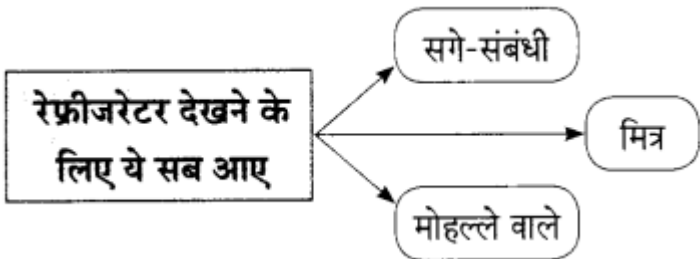 सगे-संबंधी
रेफ्रीजरेटर देखने के
लिए ये सब आए
मित्र
मोहल्ले वाले